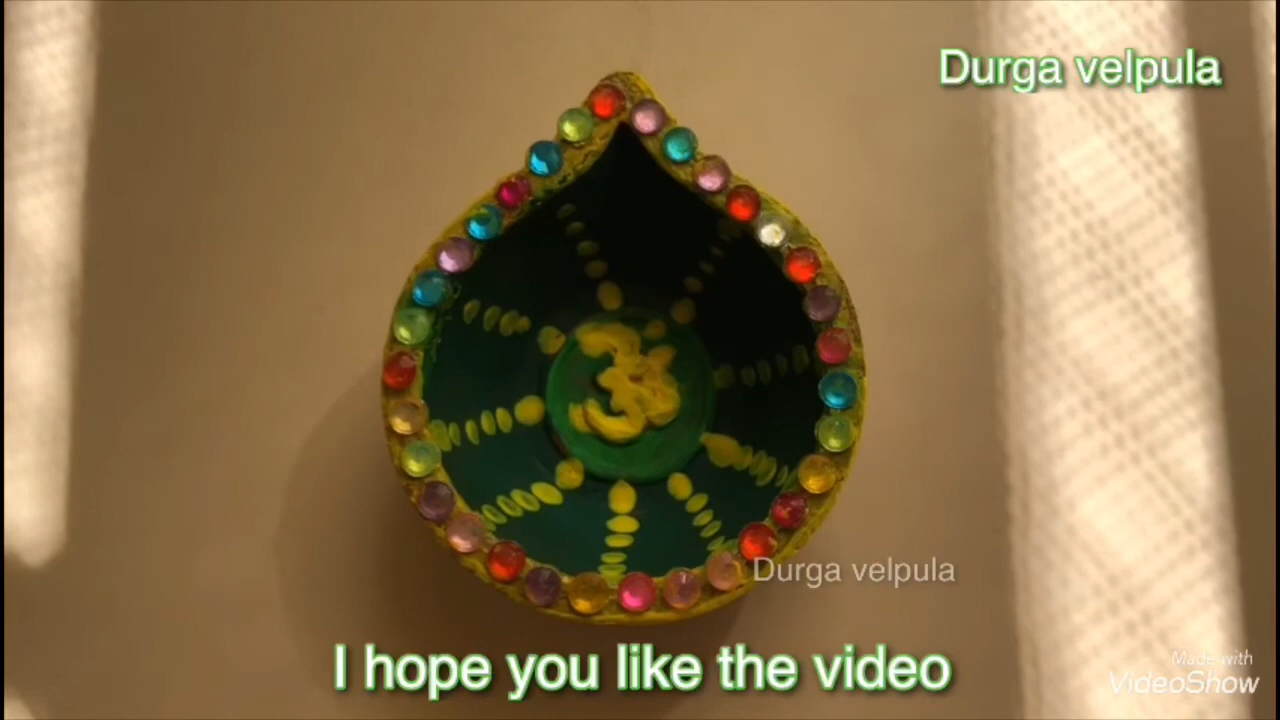 Durga velpula
ॐ
Durga velpula
I hope you like the video
Made with
VideoShow